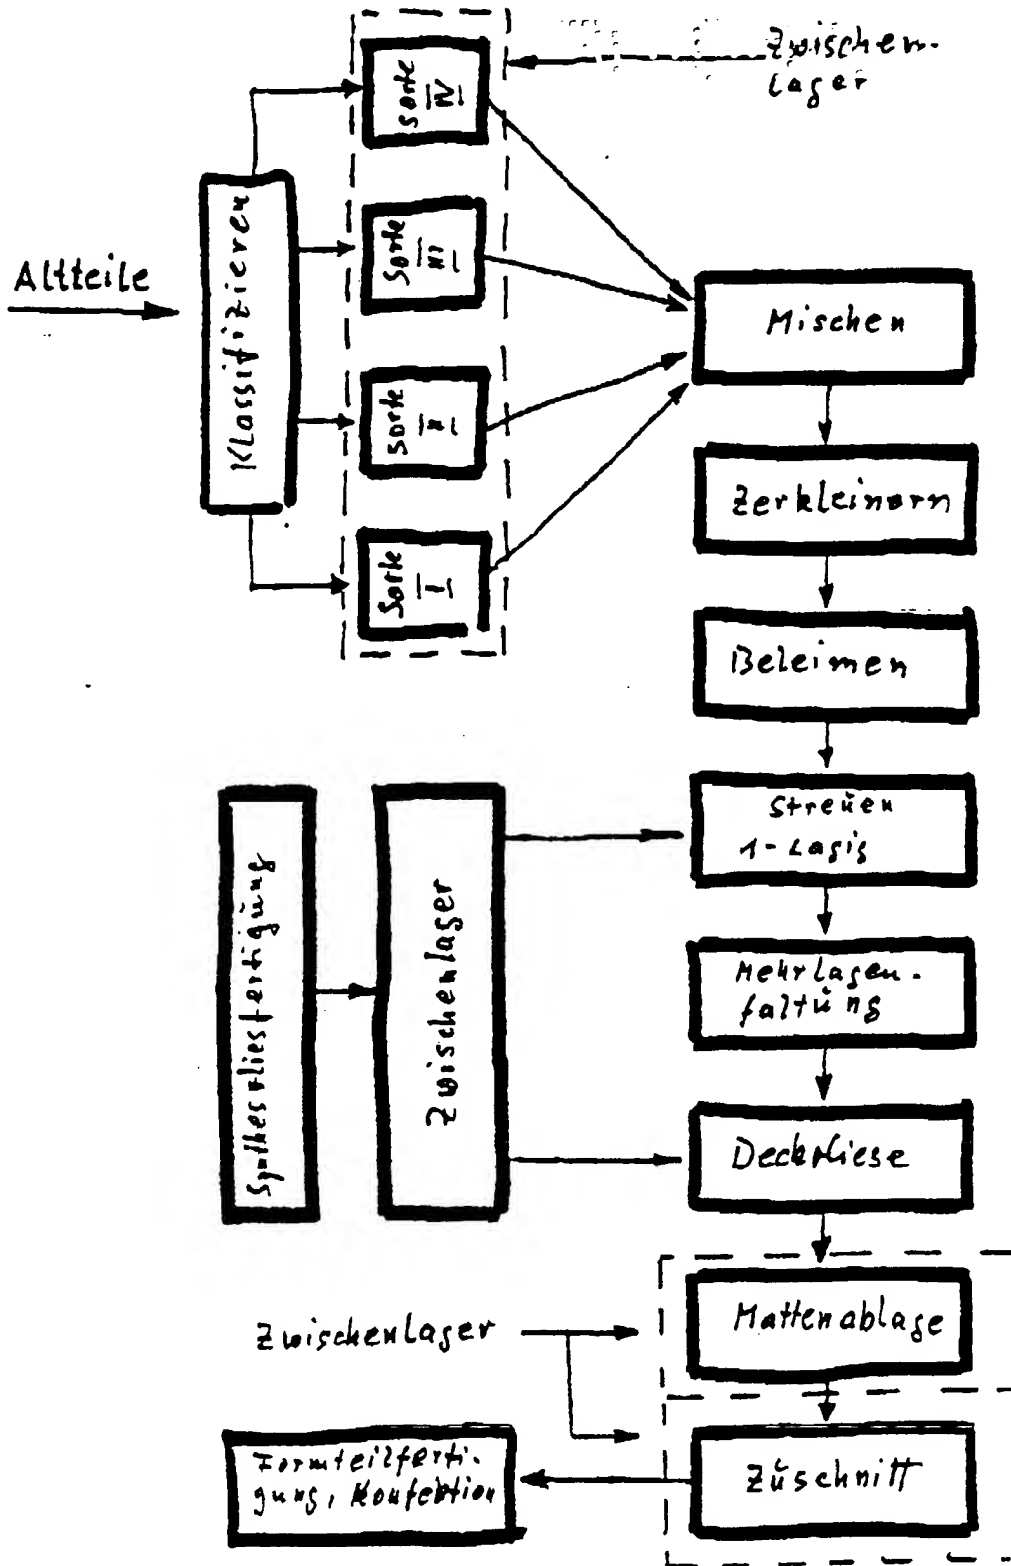 Zwischen-
lager
Sorte
IV
Sorte
III
Sorte
II
Sorte
I
Klassifizieren
Altteile
Mischen
Zerkleinern
Beleimen
Streuen
1-Lagig
Mehrlagen-
faltung
Deckvliese
Synthesevliesfertigung
Zwischenlager
Mattenablage
Zwischenlager
Zuschnitt
Formteilferti-
gung, Konfektion